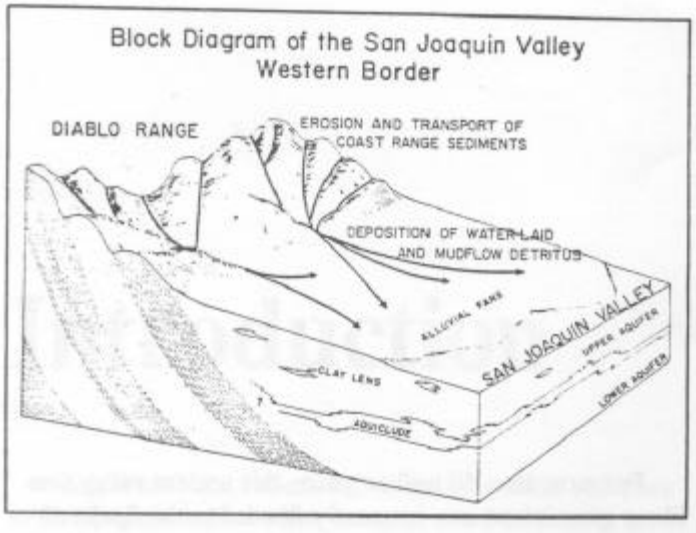 Block Diagram of the San Joaquin Valley
Western Border
DIABLO RANGE
EROSION AND TRANSPORT OF
COAST RANGE SEDIMENTS
DEPOSITION OF WATER-LAID
AND MUDFLOW DETRITUS
ALLUVIAL FANS
SAN JOAQUIN VALLEY
UPPER AQUIFER
LOWER AQUIFER
CLAY LENS
?
AQUICLUDE
Introduction